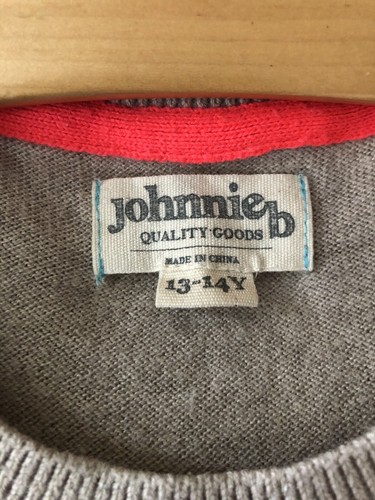 Johnnie b
QUALITY GOODS
MADE IN CHINA
13-14Y